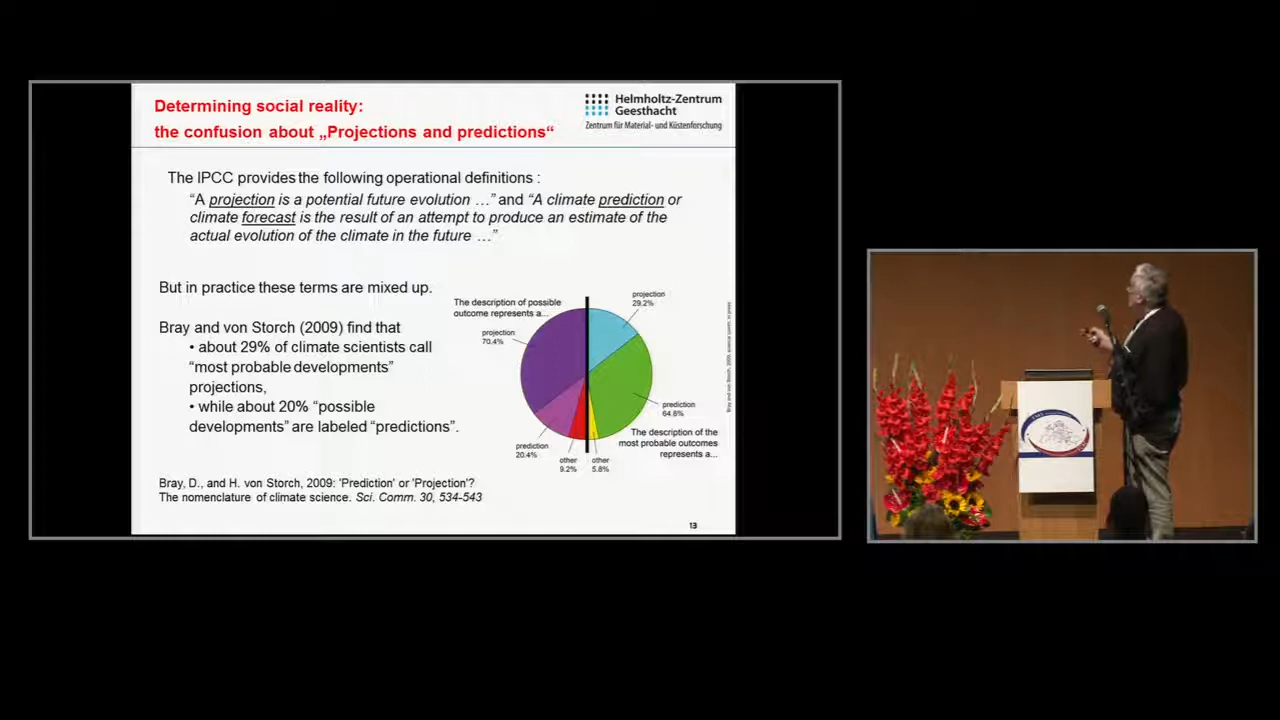 Determining social reality:
the confusion about „Projections and predictions“
Helmholtz-Zentrum
Geesthacht
Zentrum für Material- und Küstenforschung
The IPCC provides the following operational definitions :
“A projection is a potential future evolution …” and “A climate prediction or
climate forecast is the result of an attempt to produce an estimate of the
actual evolution of the climate in the future …”
But in practice these terms are mixed up.
Bray and von Storch (2009) find that
• about 29% of climate scientists call
“most probable developments”
projections,
• while about 20% “possible
developments” are labeled “predictions”.
The description of possible
outcome represents a...
projection
70.4%
prediction
20.4%
other
9.2%
projection
29.2%
prediction
64.8%
other
5.8%
The description of the
most probable outcomes
represents a...
Bray, D., and H. von Storch, 2009: 'Prediction' or 'Projection'?
The nomenclature of climate science. Sci. Comm. 30, 534-543
13